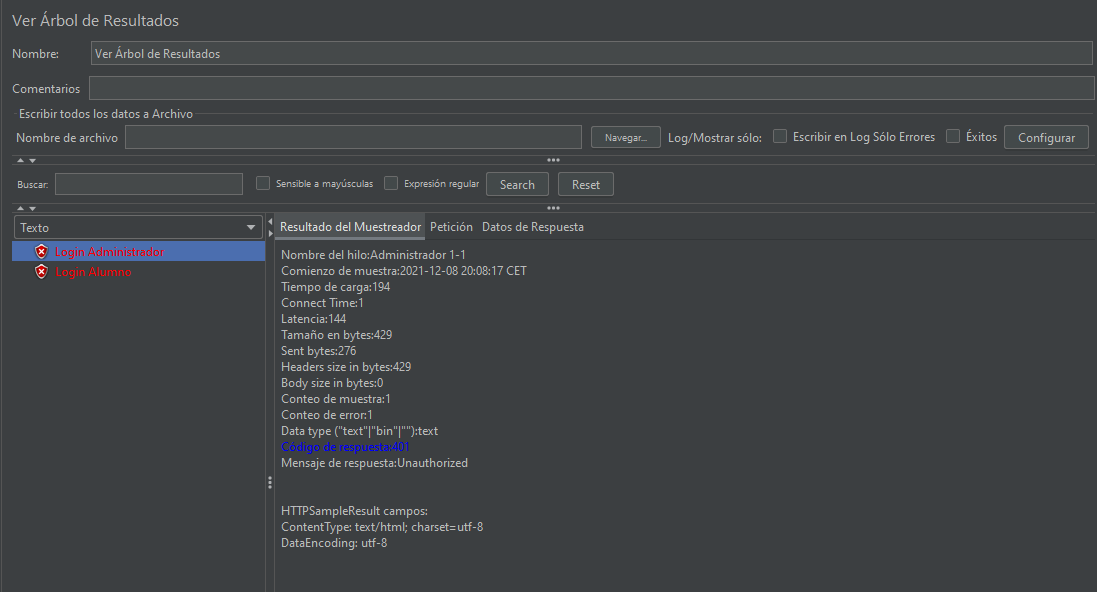 Ver Árbol de Resultados
Nombre: Ver Árbol de Resultados
Comentarios
Escribir todos los datos a Archivo
Nombre de archivo Navegar... Log/Mostrar sólo: Escribir en Log Sólo Errores Éxitos Configurar
Buscar: Sensible a mayúsculas Expresión regular Search Reset
Texto
Login Administrador
Login Alumno
Resultado del Muestreador Petición Datos de Respuesta
Nombre del hilo:Administrador 1-1
Comienzo de muestra:2021-12-08 20:08:17 CET
Tiempo de carga:194
Connect Time:1
Latencia:144
Tamaño en bytes:429
Sent bytes:276
Headers size in bytes:429
Body size in bytes:0
Conteo de muestra:1
Conteo de error:1
Data type ("text"|"bin"|""):text
Código de respuesta:401
Mensaje de respuesta:Unauthorized
HTTPSampleResult campos:
ContentType: text/html; charset=utf-8
DataEncoding: utf-8